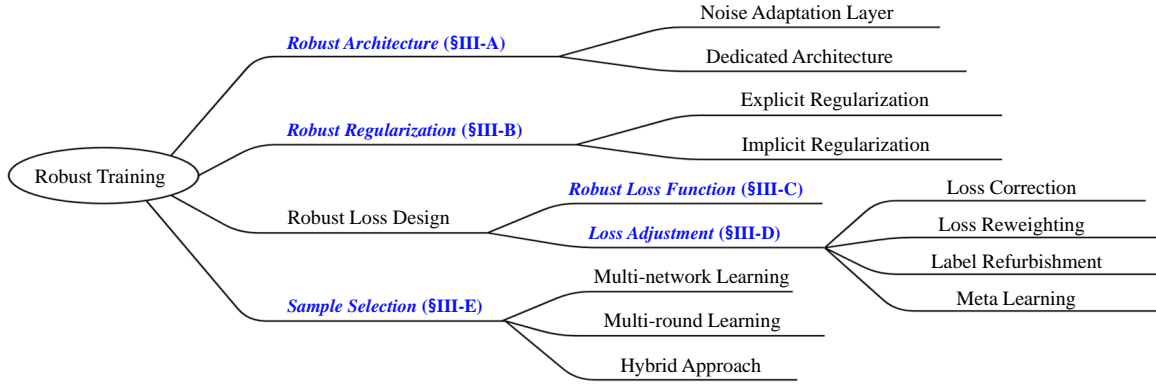 Robust Training
Robust Architecture (§III-A)
Noise Adaptation Layer
Dedicated Architecture
Robust Regularization (§III-B)
Explicit Regularization
Implicit Regularization
Robust Loss Design
Robust Loss Function (§III-C)
Loss Adjustment (§III-D)
Loss Correction
Loss Reweighting
Label Refurbishment
Meta Learning
Sample Selection (§III-E)
Multi-network Learning
Multi-round Learning
Hybrid Approach